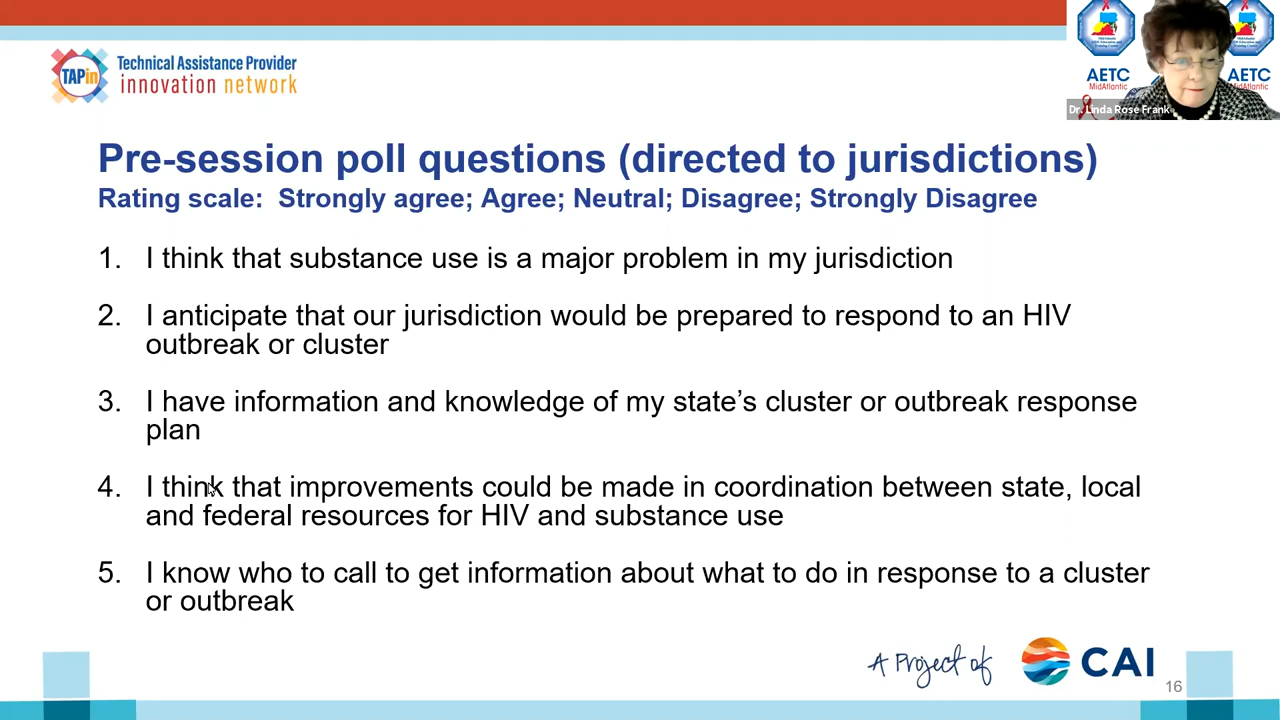 TAPin
Technical Assistance Provider
innovation network
AETC
MidAtlantic
AETC
MidAtlantic
Dr. Linda Rose Frank
Pre-session poll questions (directed to jurisdictions)
Rating scale: Strongly agree; Agree; Neutral; Disagree; Strongly Disagree
1. I think that substance use is a major problem in my jurisdiction
2. I anticipate that our jurisdiction would be prepared to respond to an HIV
outbreak or cluster
3. I have information and knowledge of my state's cluster or outbreak response
plan
4. I think that improvements could be made in coordination between state, local
and federal resources for HIV and substance use
5. I know who to call to get information about what to do in response to a cluster
or outbreak
A Project of
CAI
16